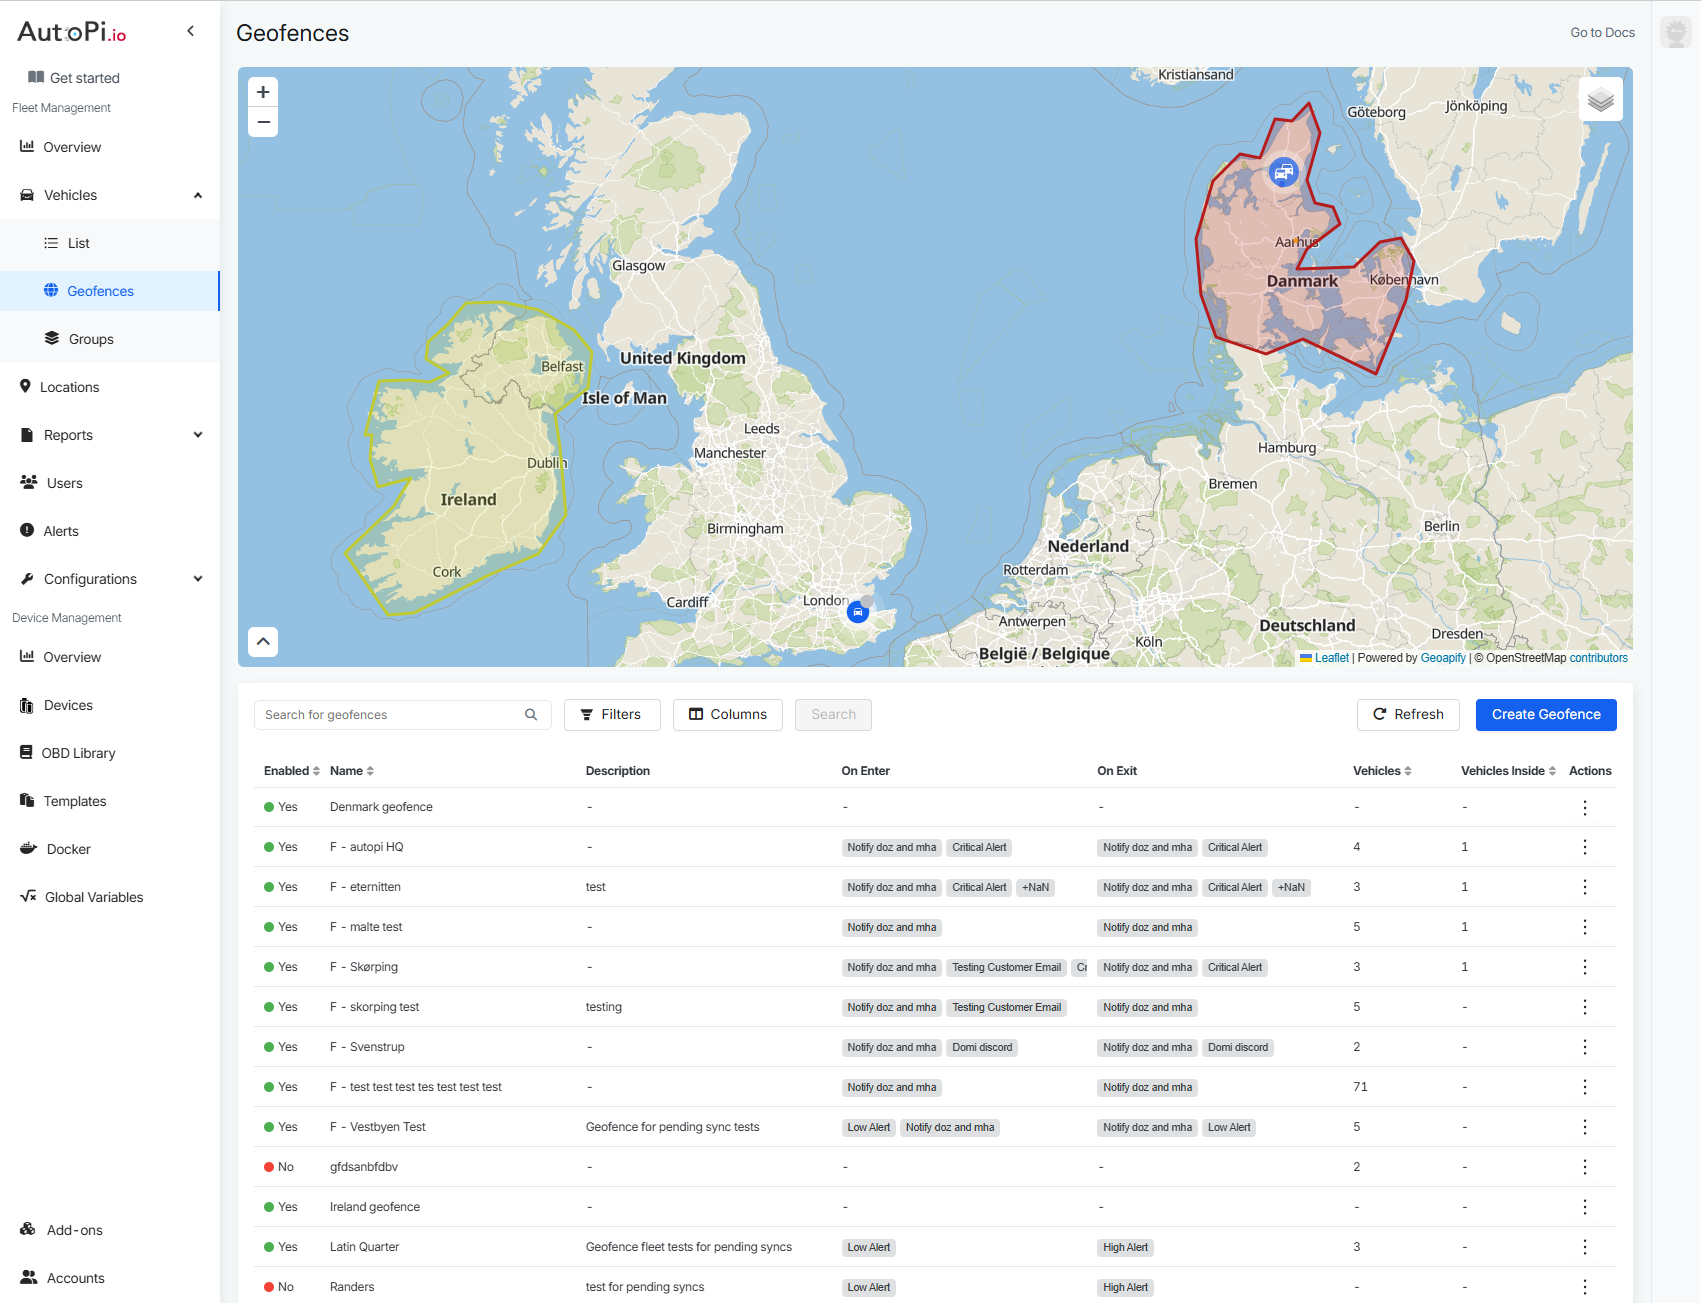 AutoPi.io
Get started
Fleet Management
Overview
Vehicles
List
Geofences
Groups
Locations
Reports
Users
Alerts
Configurations
Device Management
Overview
Devices
OBD Library
Templates
Docker
Global Variables
Add-ons
Accounts
Geofences
Go to Docs
+
−
Kristiansand
Göteborg
Jönköping
Glasgow
Aarhus
Danmark
København
United Kingdom
Belfast
Isle of Man
Leeds
Manchester
Hamburg
Dublin
Bremen
Ireland
Birmingham
Berlin
Nederland
Cork
Rotterdam
Cardiff
London
Antwerpen
Deutschland
Köln
Dresden
België / Belgique
Leaflet | Powered by Geoapify | © OpenStreetMap contributors
Search for geofences
Filters
Columns
Search
Refresh
Create Geofence
Enabled Name Description On Enter On Exit Vehicles Vehicles Inside Actions
Yes Denmark geofence - - - - -
Yes F - autopi HQ - Notify doz and mha Critical Alert Notify doz and mha Critical Alert 4 1
Yes F - eternitten test Notify doz and mha Critical Alert +NaN Notify doz and mha Critical Alert +NaN 3 1
Yes F - malte test - Notify doz and mha Notify doz and mha 5 1
Yes F - Skørping - Notify doz and mha Testing Customer Email Notify doz and mha Critical Alert 3 1
Yes F - skorping test testing Notify doz and mha Testing Customer Email Notify doz and mha 5 -
Yes F - Svenstrup - Notify doz and mha Domi discord Notify doz and mha Domi discord 2 -
Yes F - test test test tes test test test - Notify doz and mha Notify doz and mha 71 -
Yes F - Vestbyen Test Geofence for pending sync tests Low Alert Notify doz and mha Notify doz and mha Low Alert 5 -
No gfdsanbfdbv - - - 2 -
Yes Ireland geofence - - - - -
Yes Latin Quarter Geofence fleet tests for pending syncs Low Alert High Alert 3 -
No Randers test for pending syncs Low Alert High Alert - -